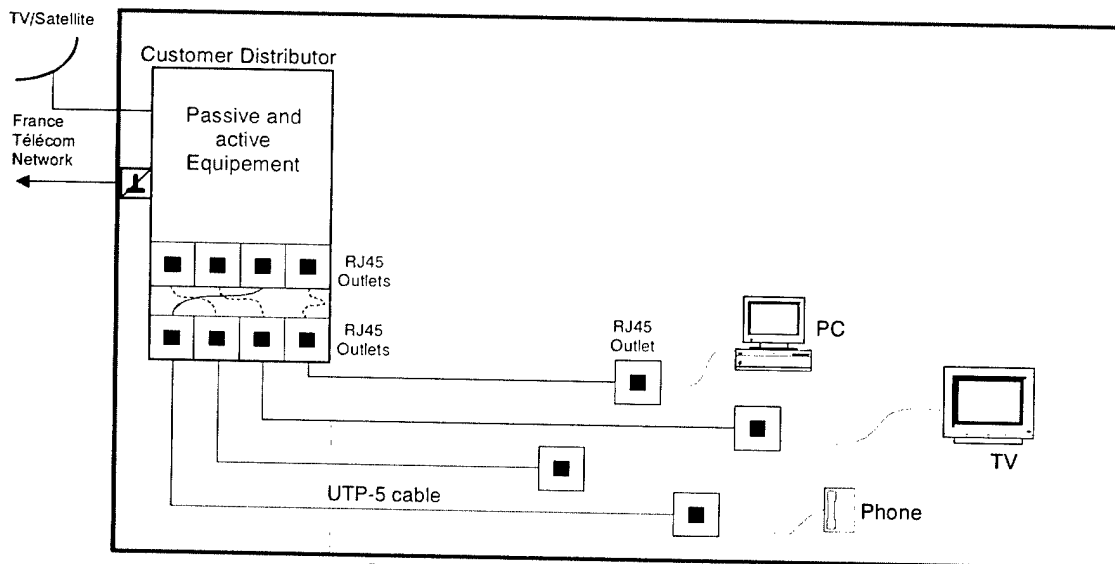 TV/Satellite
Customer Distributor
France
Télécom
Network
Passive and
active
Equipement
RJ45
Outlets
RJ45
Outlets
RJ45
Outlet
PC
TV
UTP-5 cable
Phone